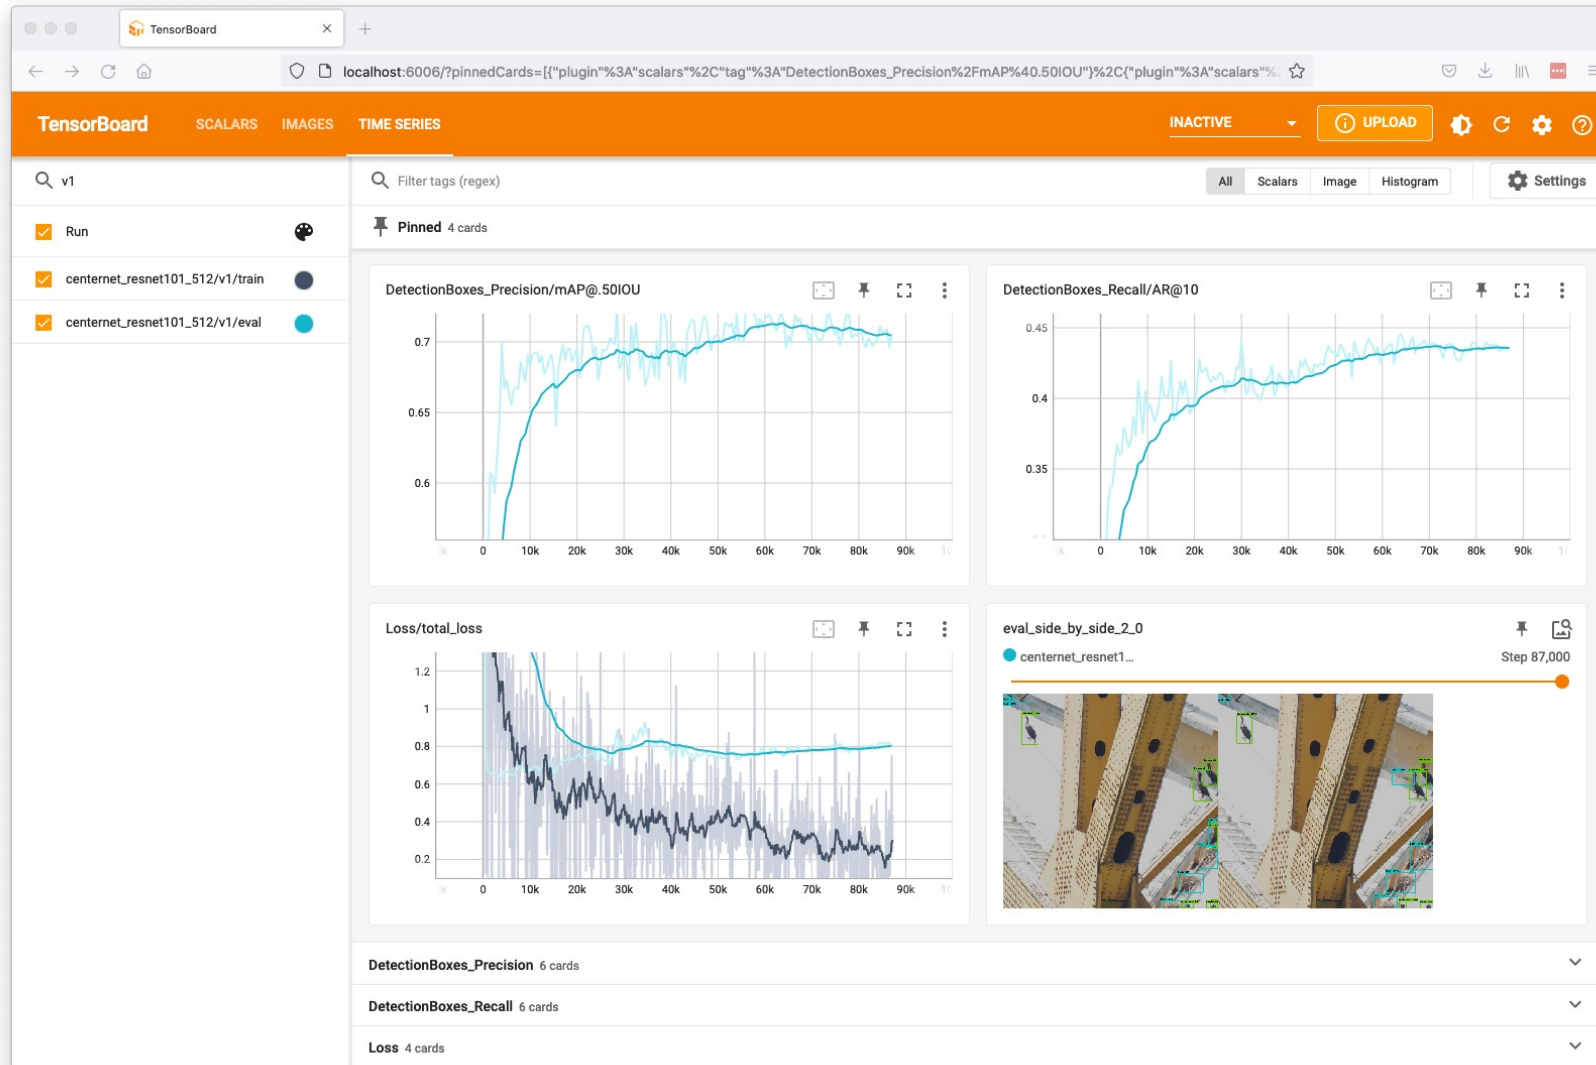 TensorBoard
localhost:6006/?pinnedCards=[{"plugin"%3A"scalars"%2C"tag"%3A"DetectionBoxes_Precision%2FmAP%40.50IOU"}%2C{"plugin"%3A"scalars"%
TensorBoard SCALARS IMAGES TIME SERIES INACTIVE UPLOAD
v1
Filter tags (regex) All Scalars Image Histogram Settings
Run
Pinned 4 cards
centernet_resnet101_512/v1/train
centernet_resnet101_512/v1/eval
DetectionBoxes_Precision/mAP@.50IOU
0.7
0.65
0.6
0 10k 20k 30k 40k 50k 60k 70k 80k 90k
DetectionBoxes_Recall/AR@10
0.45
0.4
0.35
0 10k 20k 30k 40k 50k 60k 70k 80k 90k
Loss/total_loss
1.2
1
0.8
0.6
0.4
0.2
0 10k 20k 30k 40k 50k 60k 70k 80k 90k
eval_side_by_side_2_0
centernet_resnet1... Step 87,000
DetectionBoxes_Precision 6 cards
DetectionBoxes_Recall 6 cards
Loss 4 cards